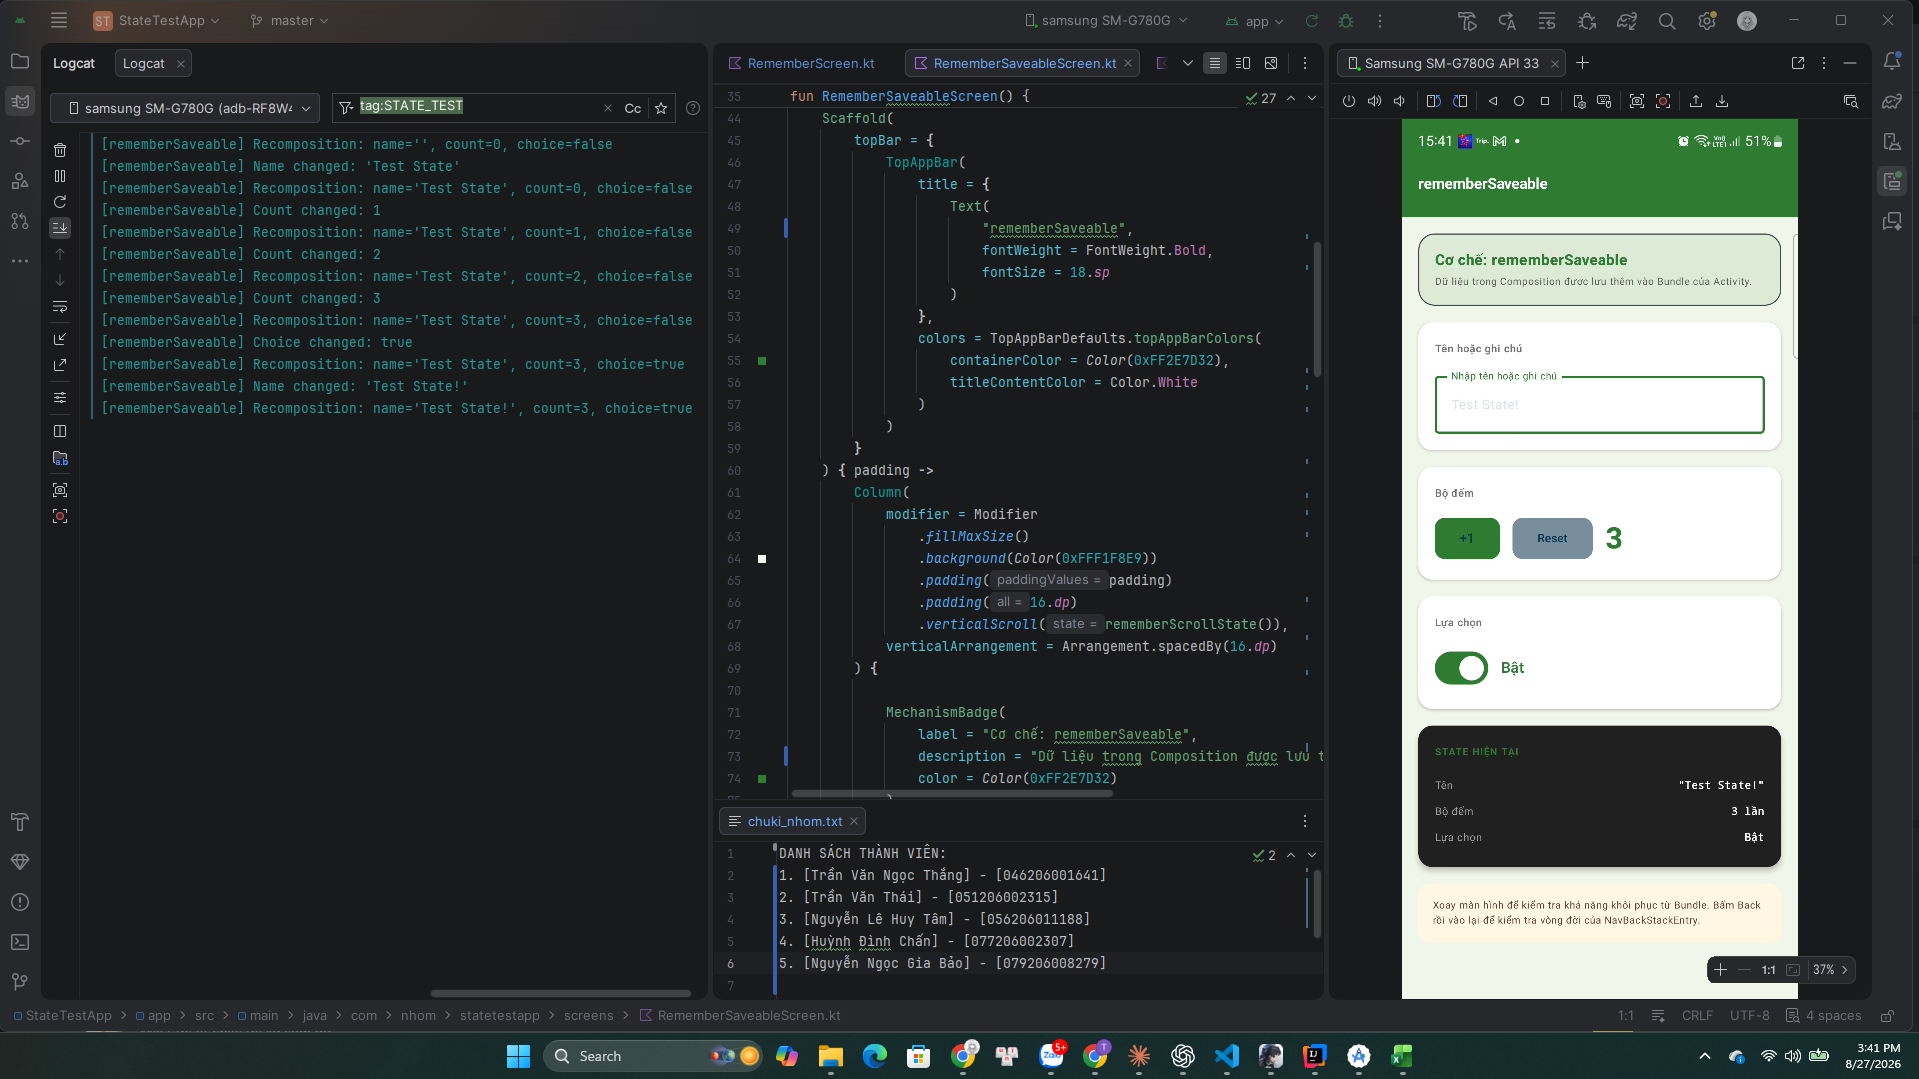 ST StateTestApp
master
samsung SM-G780G
app
Logcat
Logcat
samsung SM-G780G (adb-RF8W4
tag:STATE_TEST
Cc
[rememberSaveable] Recomposition: name='', count=0, choice=false
[rememberSaveable] Name changed: 'Test State'
[rememberSaveable] Recomposition: name='Test State', count=0, choice=false
[rememberSaveable] Count changed: 1
[rememberSaveable] Recomposition: name='Test State', count=1, choice=false
[rememberSaveable] Count changed: 2
[rememberSaveable] Recomposition: name='Test State', count=2, choice=false
[rememberSaveable] Count changed: 3
[rememberSaveable] Recomposition: name='Test State', count=3, choice=false
[rememberSaveable] Choice changed: true
[rememberSaveable] Recomposition: name='Test State', count=3, choice=true
[rememberSaveable] Name changed: 'Test State!'
[rememberSaveable] Recomposition: name='Test State!', count=3, choice=true
RememberScreen.kt
RememberSaveableScreen.kt
27
35 fun RememberSaveableScreen() {
44 Scaffold(
45 topBar = {
46 TopAppBar(
47 title = {
48 Text(
49 "rememberSaveable",
50 fontWeight = FontWeight.Bold,
51 fontSize = 18.sp
52 )
53 },
54 colors = TopAppBarDefaults.topAppBarColors(
55 containerColor = Color(0xFF2E7D32),
56 titleContentColor = Color.White
57 )
58 )
59 }
60 ) { padding ->
61 Column(
62 modifier = Modifier
63 .fillMaxSize()
64 .background(Color(0xFFF1F8E9))
65 .padding( paddingValues = padding)
66 .padding( all = 16.dp)
67 .verticalScroll( state = rememberScrollState()),
68 verticalArrangement = Arrangement.spacedBy(16.dp)
69 ) {
70
71 MechanismBadge(
72 label = "Cơ chế: rememberSaveable",
73 description = "Dữ liệu trong Composition được lưu t
74 color = Color(0xFF2E7D32)
chuki_nhom.txt
2
1 DANH SÁCH THÀNH VIÊN:
2 1. [Trần Văn Ngọc Thắng] - [046206001641]
3 2. [Trần Văn Thái] - [051206002315]
4 3. [Nguyễn Lê Huy Tâm] - [056206011188]
5 4. [Huỳnh Đình Chấn] - [077206002307]
6 5. [Nguyễn Ngọc Gia Bảo] - [079206008279]
7
Samsung SM-G780G API 33
15:41
Trip.
51%
rememberSaveable
Cơ chế: rememberSaveable
Dữ liệu trong Composition được lưu thêm vào Bundle của Activity.
Tên hoặc ghi chú
Nhập tên hoặc ghi chú
Test State!
Bộ đếm
+1
Reset
3
Lựa chọn
Bật
STATE HIỆN TẠI
Tên "Test State!"
Bộ đếm 3 lần
Lựa chọn Bật
Xoay màn hình để kiểm tra khả năng khôi phục từ Bundle. Bấm Back
rồi vào lại để kiểm tra vòng đời của NavBackStackEntry.
1:1
37%
StateTestApp > app > src > main > java > com > nhom > statetestapp > screens > RememberSaveableScreen.kt
1:1
CRLF
UTF-8
4 spaces
Search
Zalo
5+
T
3:41 PM
8/27/2026